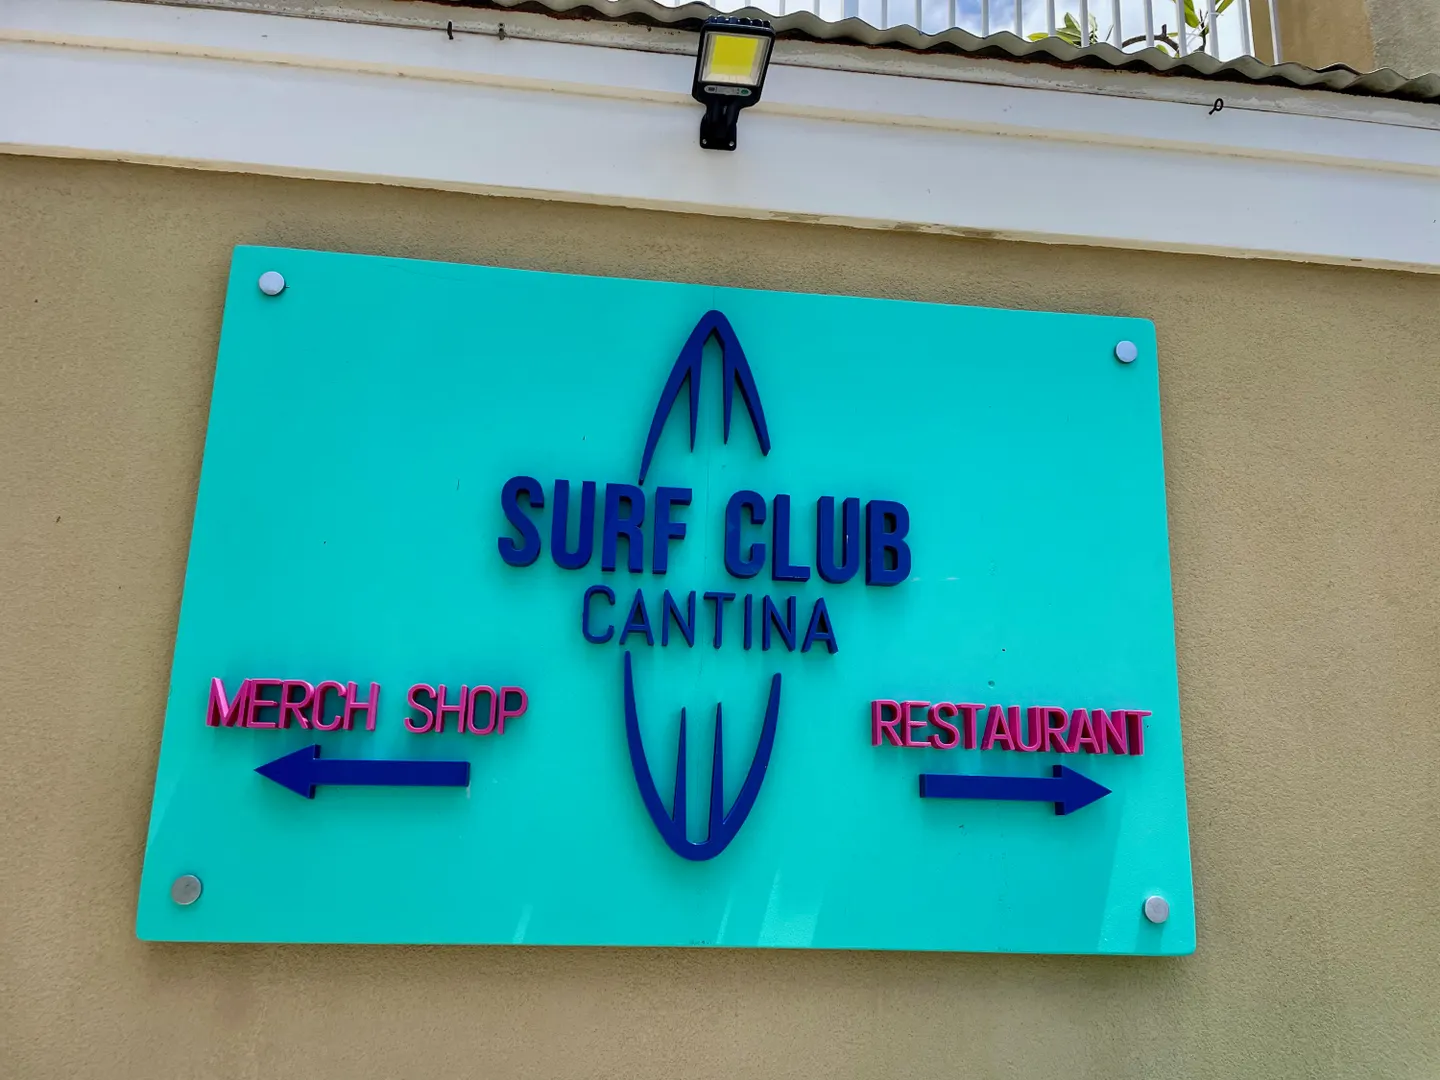 SURF CLUB
CANTINA
MERCH SHOP
RESTAURANT